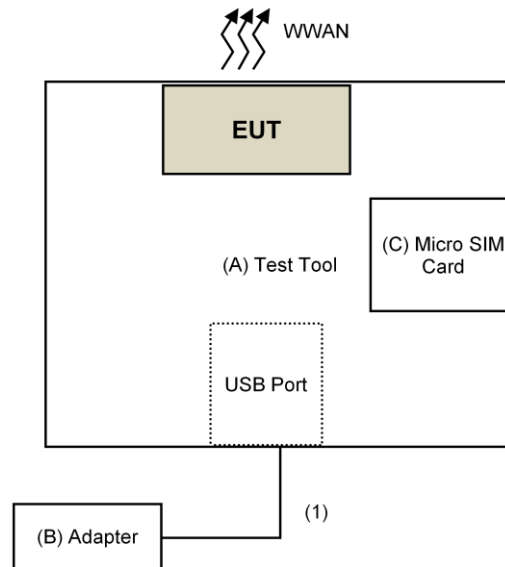 WWAN
EUT
(C) Micro SIM
Card
(A) Test Tool
USB Port
(1)
(B) Adapter